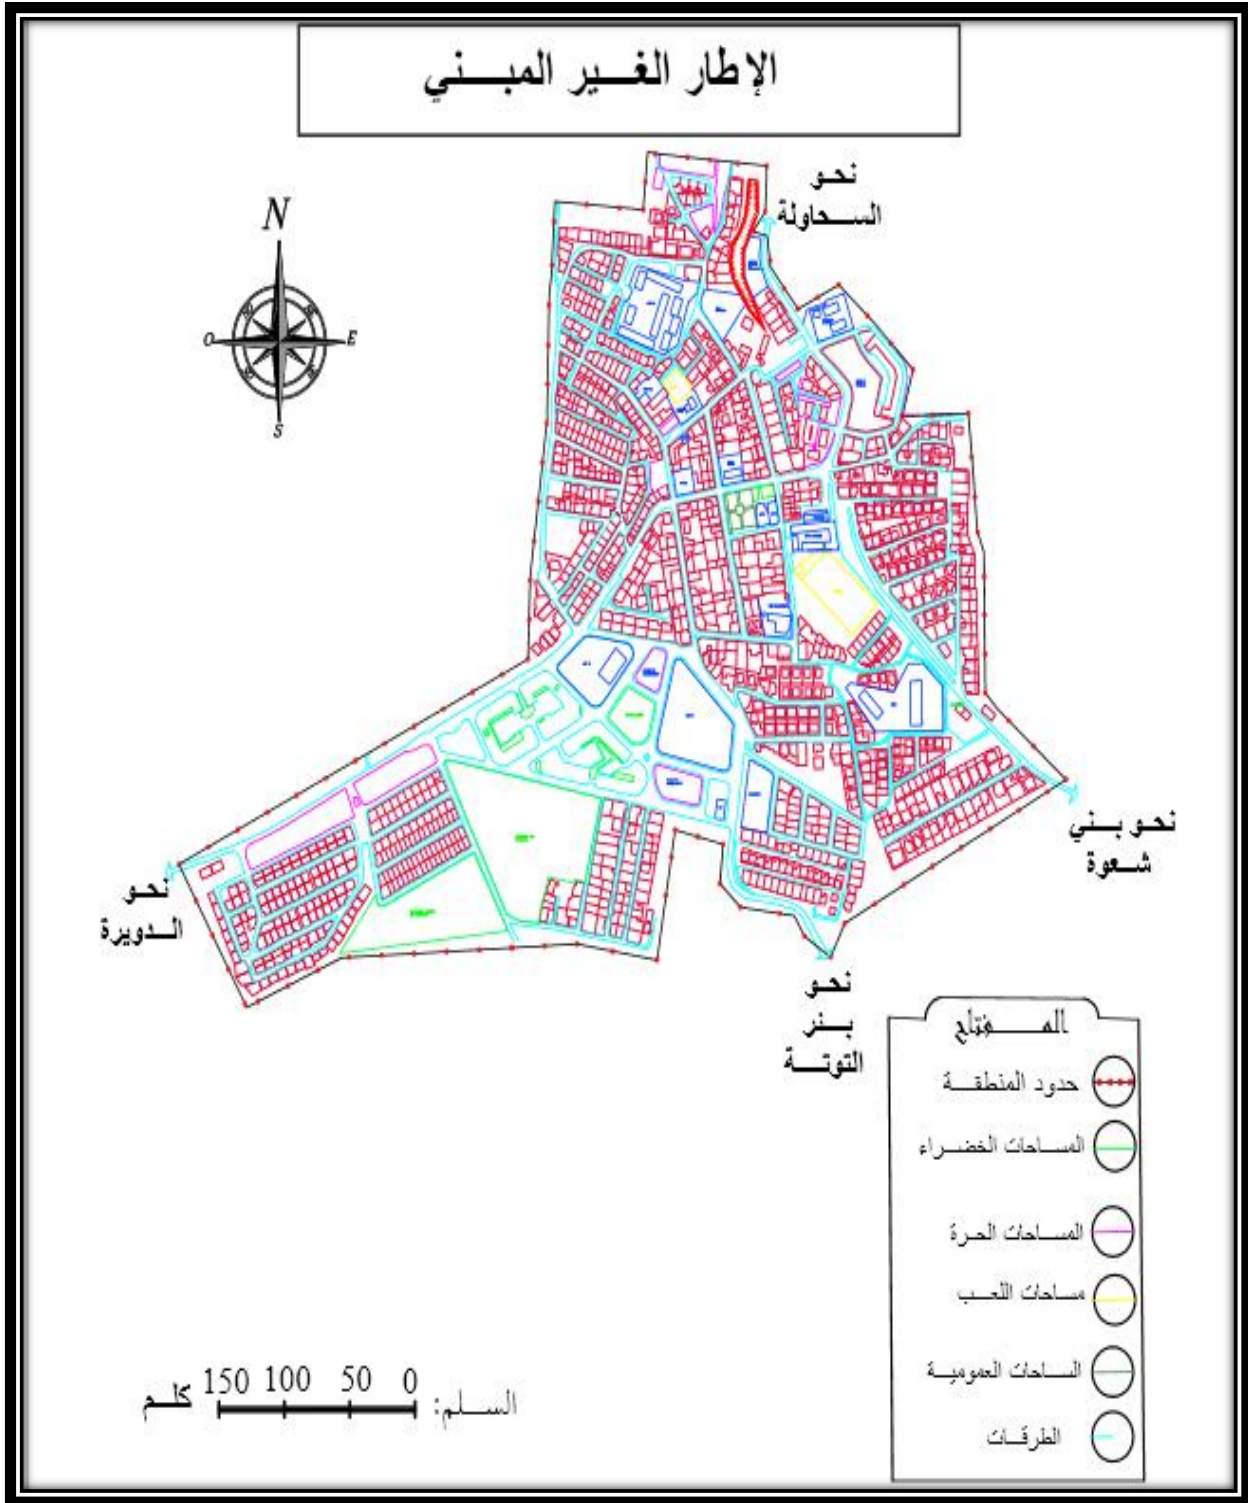 الإطار الغير المبني
N
O
E
S
نحو
السحاولة
نحو بني
شعوة
نحو
الدويرة
نحو
بئر
التوتة
المفتاح
حدود المنطقة
المساحات الخضراء
المساحات الحرة
مساحات اللعب
الساحات العمومية
الطرقات
السلم: 0 50 100 150 كلم